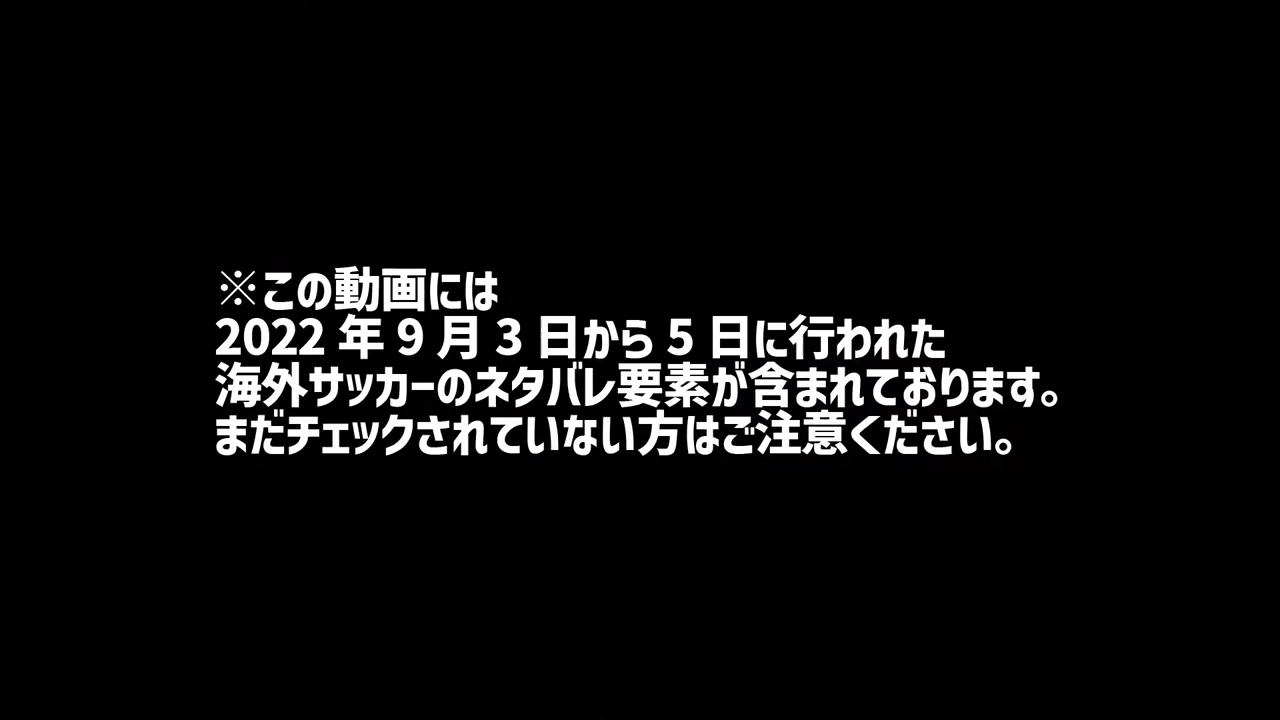 ※この動画には
2022 年 9 月 3 日から 5 日に行われた
海外サッカーのネタバレ要素が含まれております。
まだチェックされていない方はご注意ください。